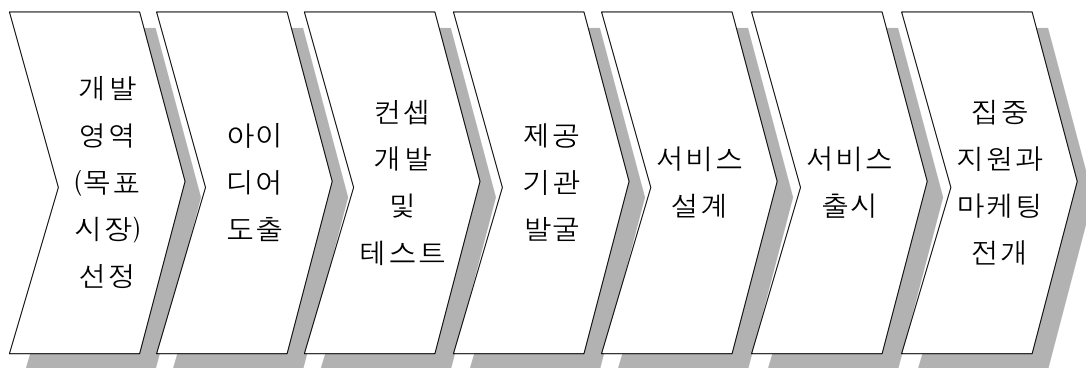 개발
영역
(목표
시장)
선정
아이
디어
도출
컨셉
개발
및
테스트
제공
기관
발굴
서비스
설계
서비스
출시
집중
지원과
마케팅
전개